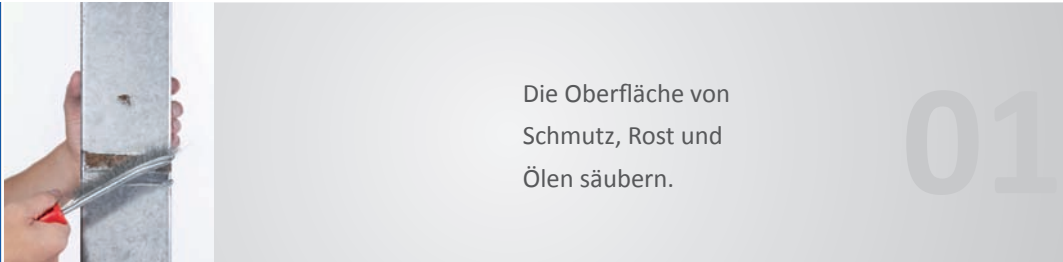 Die Oberfläche von
Schmutz, Rost und
Ölen säubern.
01